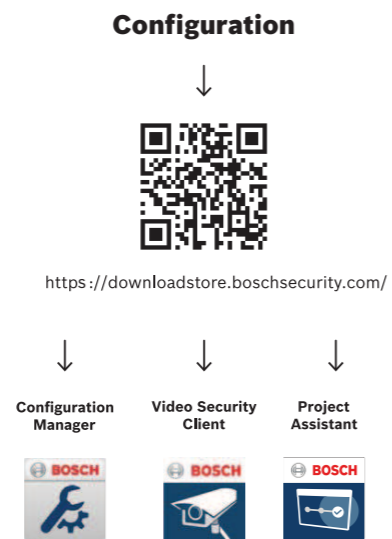 Configuration
https://downloadstore.boschsecurity.com/
Configuration
Manager
Video Security
Client
Project
Assistant
BOSCH
BOSCH
BOSCH